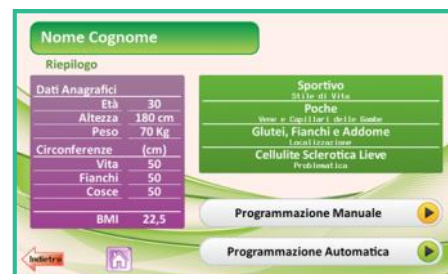 Nome Cognome
Riepilogo
Dati Anagrafici
Età 30
Altezza 180 cm
Peso 70 Kg
Circonferenze (cm)
Vita 50
Fianchi 50
Cosce 50
BMI 22,5
Sportivo
Stile di Vita
Poche
Vene e Capillari delle Gambe
Glutei, Fianchi e Addome
Localizzazione
Cellulite Sclerotica Lieve
Problematica
Programmazione Manuale
Programmazione Automatica
Indietro